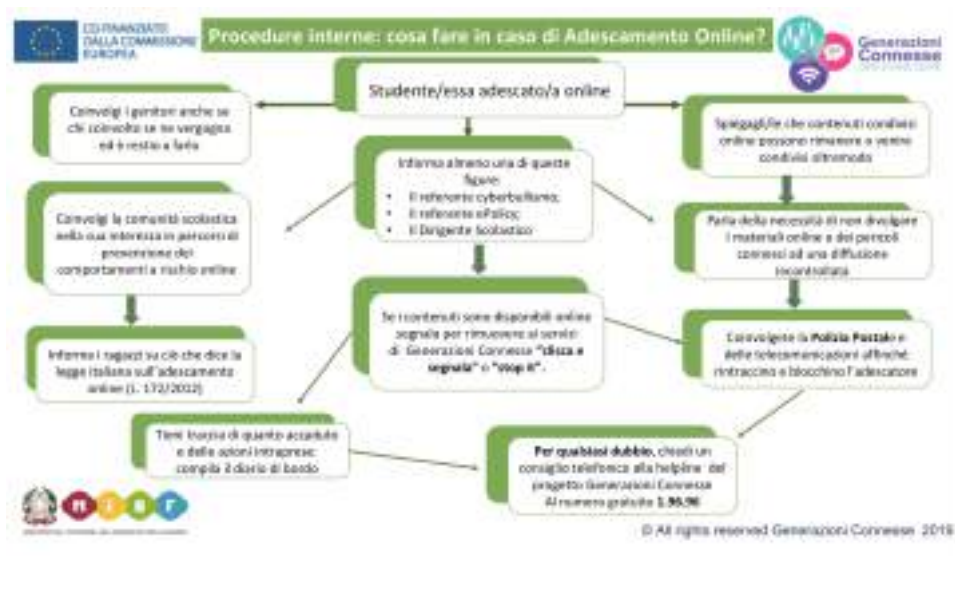 CO-FINANZIATO
DALLA COMMISSIONE
EUROPEA
Procedure interne: cosa fare in caso di Adescamento Online?
Generazioni
Connesse
Studente/essa adescato/a online
Coinvolgi i genitori anche se
chi coinvolto se ne vergogna
ed è restio a farlo
Informa almeno una di queste
figure:
• Il referente cyberbullismo;
• Il referente ePolicy;
• Il Dirigente Scolastico
Spiegagli/le che contenuti condivisi
online possono rimanere o venire
condivisi oltremodo
Coinvolgi la comunità scolastica
nella sua interezza in percorsi di
prevenzione dei
comportamenti a rischio online
Parla della necessità di non divulgare
i materiali online e dei pericoli
connessi ad una diffusione
incontrollata
Se i contenuti sono disponibili online
segnala per rimuovere ai servizi
di Generazioni Connesse "clicca e
segnala" o "stop it".
Informa i ragazzi su ciò che dice la
legge italiana sull'adescamento
online (L. 172/2012)
Coinvolgete la Polizia Postale e
delle telecomunicazioni affinché
rintraccino e blocchino l'adescatore
Tieni traccia di quanto accaduto
e delle azioni intraprese:
compila il diario di bordo
Per qualsiasi dubbio, chiedi un
consiglio telefonico alla helpline del
progetto Generazioni Connesse
Al numero gratuito 1.96.96
miur
© All rights reserved Generazioni Connesse 2019